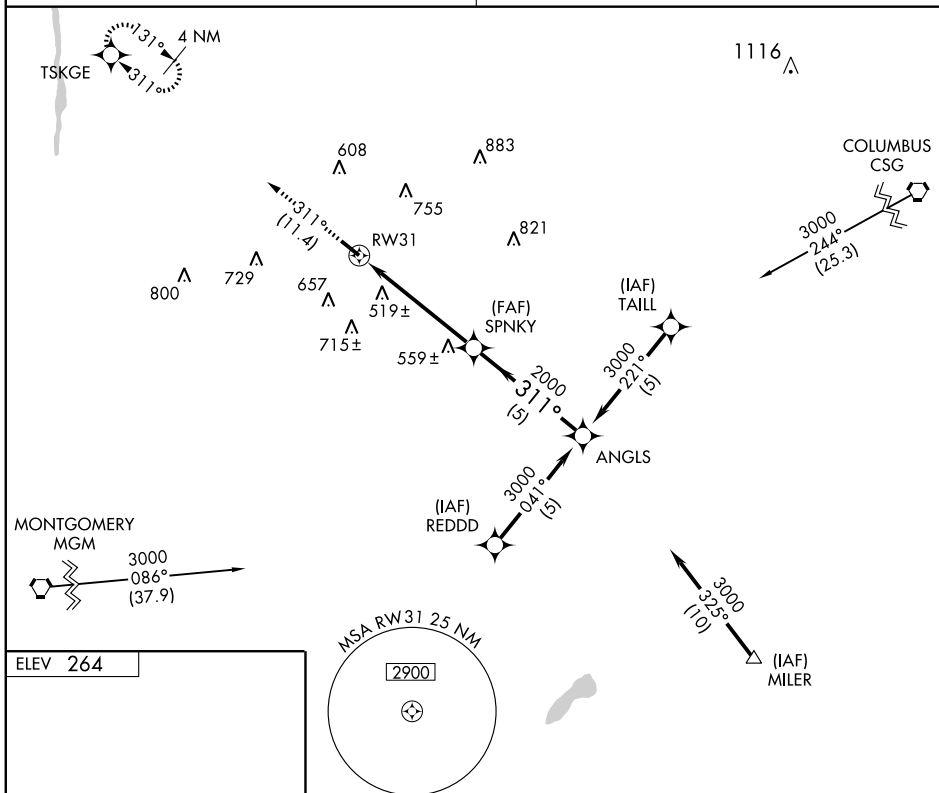 131°
4 NM
TSKGE
311°
1116
608
883
COLUMBUS
CSG
755
311°
(11.4)
RW31
821
3000
244°
(25.3)
729
800
657
519±
(FAF)
SPNKY
(IAF)
TAILL
715±
559±
3000
221°
(5)
2000
311°
(5)
ANGLS
3000
041°
(5)
(IAF)
REDDD
MONTGOMERY
MGM
3000
086°
(37.9)
3000
325°
(10)
(IAF)
MILER
MSA RW31 25 NM
2900
ELEV 264